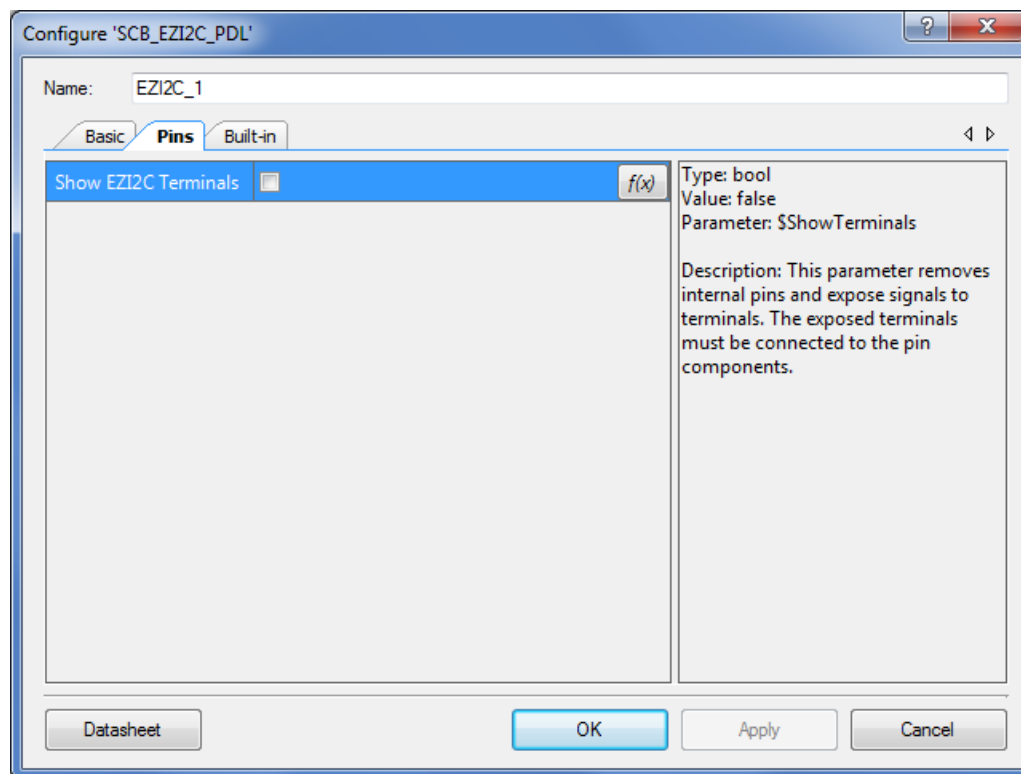 Configure 'SCB_EZI2C_PDL'
Name: EZI2C_1
Basic Pins Built-in
Show EZI2C Terminals f(x)
Type: bool
Value: false
Parameter: $ShowTerminals
Description: This parameter removes
internal pins and expose signals to
terminals. The exposed terminals
must be connected to the pin
components.
Datasheet OK Apply Cancel